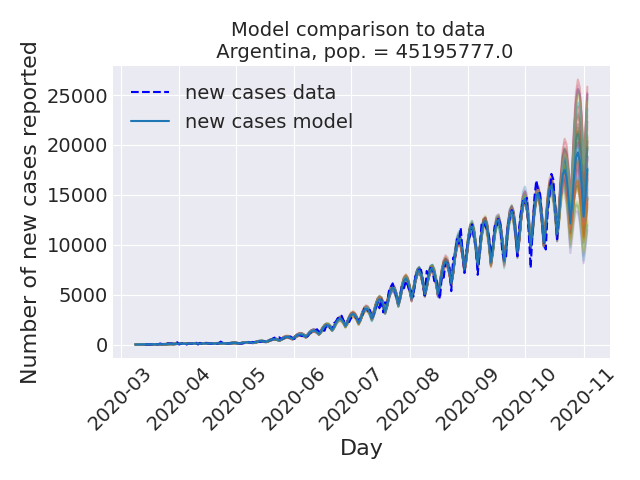 Model comparison to data
Argentina, pop. = 45195777.0
Number of new cases reported
25000
20000
15000
10000
5000
0
new cases data
new cases model
2020-03
2020-04
2020-05
2020-06
2020-07
2020-08
2020-09
2020-10
2020-11
Day